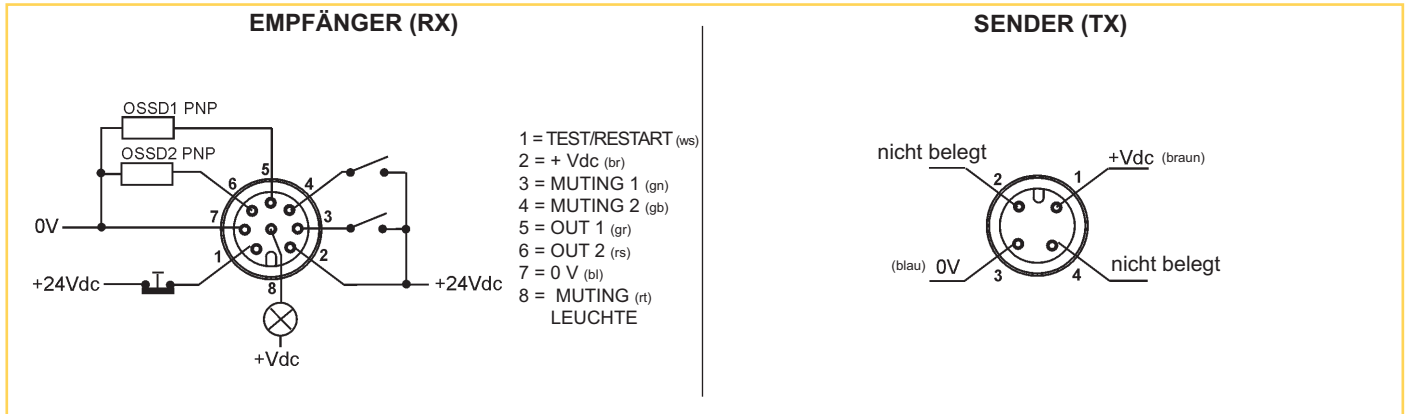 EMPFÄNGER (RX)
OSSD1 PNP
OSSD2 PNP
5
6
4
7
3
0V
1
2
+24Vdc
8
+24Vdc
+Vdc
1 = TEST/RESTART (ws)
2 = + Vdc (br)
3 = MUTING 1 (gn)
4 = MUTING 2 (gb)
5 = OUT 1 (gr)
6 = OUT 2 (rs)
7 = 0 V (bl)
8 = MUTING (rt)
LEUCHTE
SENDER (TX)
nicht belegt
+Vdc (braun)
2
1
(blau) 0V
3
4
nicht belegt